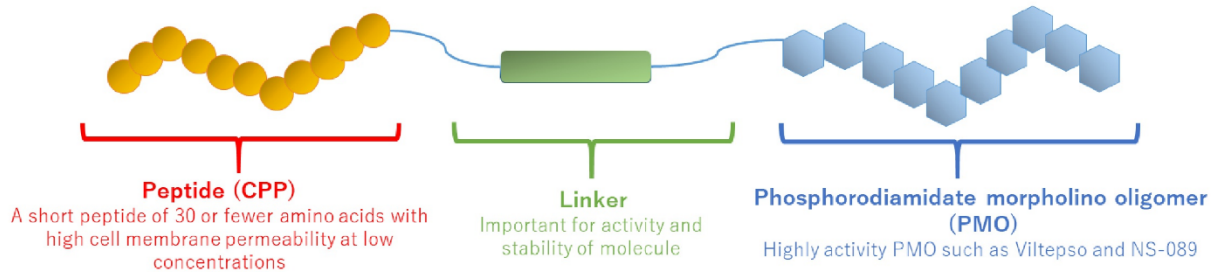 Peptide (CPP)
A short peptide of 30 or fewer amino acids with
high cell membrane permeability at low
concentrations
Linker
Important for activity and
stability of molecule
Phosphorodiamidate morpholino oligomer
(PMO)
Highly activity PMO such as Viltepso and NS-089